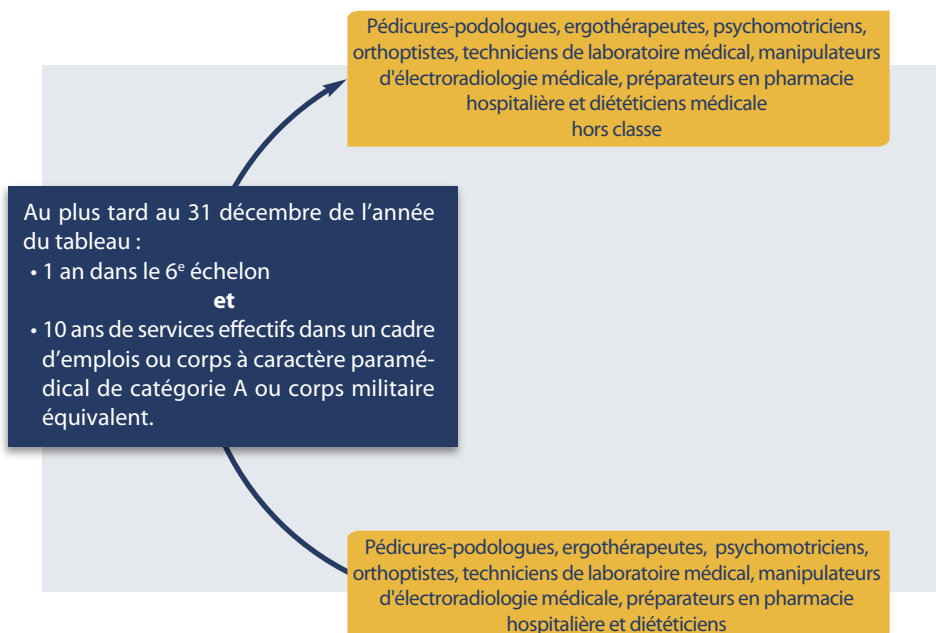 Pédicures-podologues, ergothérapeutes, psychomotriciens,
orthoptistes, techniciens de laboratoire médical, manipulateurs
d'électroradiologie médicale, préparateurs en pharmacie
hospitalière et diététiciens médicale
hors classe
Au plus tard au 31 décembre de l’année
du tableau :
• 1 an dans le 6e échelon
et
• 10 ans de services effectifs dans un cadre
d’emplois ou corps à caractère paramé-
dical de catégorie A ou corps militaire
équivalent.
Pédicures-podologues, ergothérapeutes, psychomotriciens,
orthoptistes, techniciens de laboratoire médical, manipulateurs
d'électroradiologie médicale, préparateurs en pharmacie
hospitalière et diététiciens